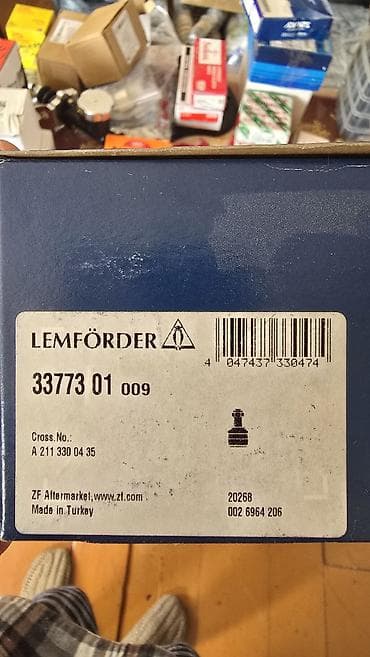 LEMFÖRDER
4 047437 330474
33773 01 009
Cross.No.:
A 211 330 04 35
ZF Aftermarket,www.zf.com
Made in Turkey
20268
002 6964 206